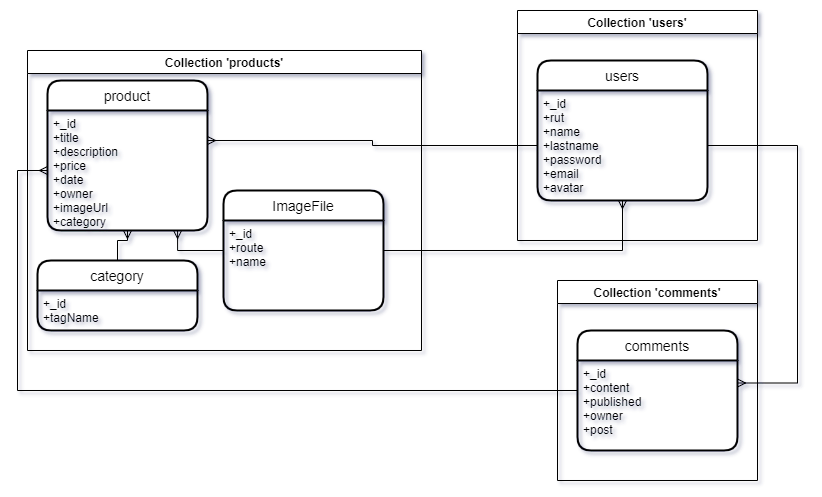 Collection 'users'
users
+_id
+rut
+name
+lastname
+password
+email
+avatar
Collection 'products'
product
+_id
+title
+description
+price
+date
+owner
+imageUrl
+category
ImageFile
+_id
+route
+name
category
+_id
+tagName
Collection 'comments'
comments
+_id
+content
+published
+owner
+post